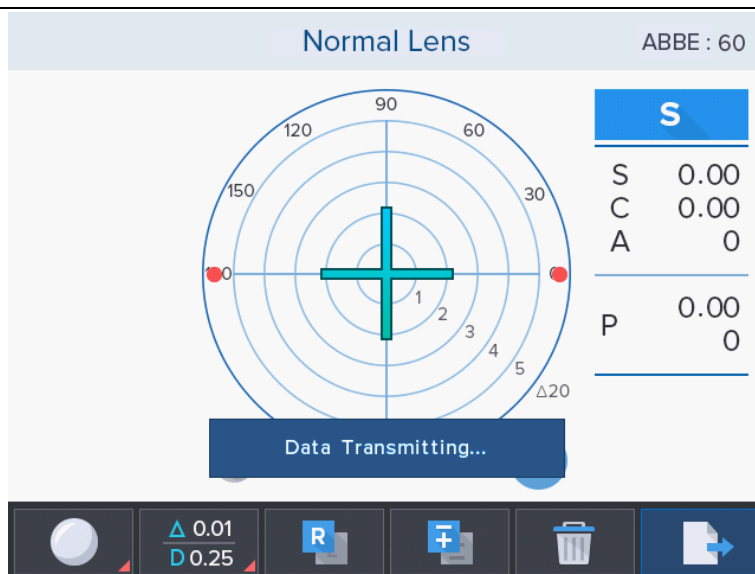 Normal Lens
ABBE : 60
90
120
60
150
30
S
S 0.00
C 0.00
A 0
P 0.00
0
1
2
3
4
5
Δ20
Data Transmitting...
Δ 0.01
D 0.25
R